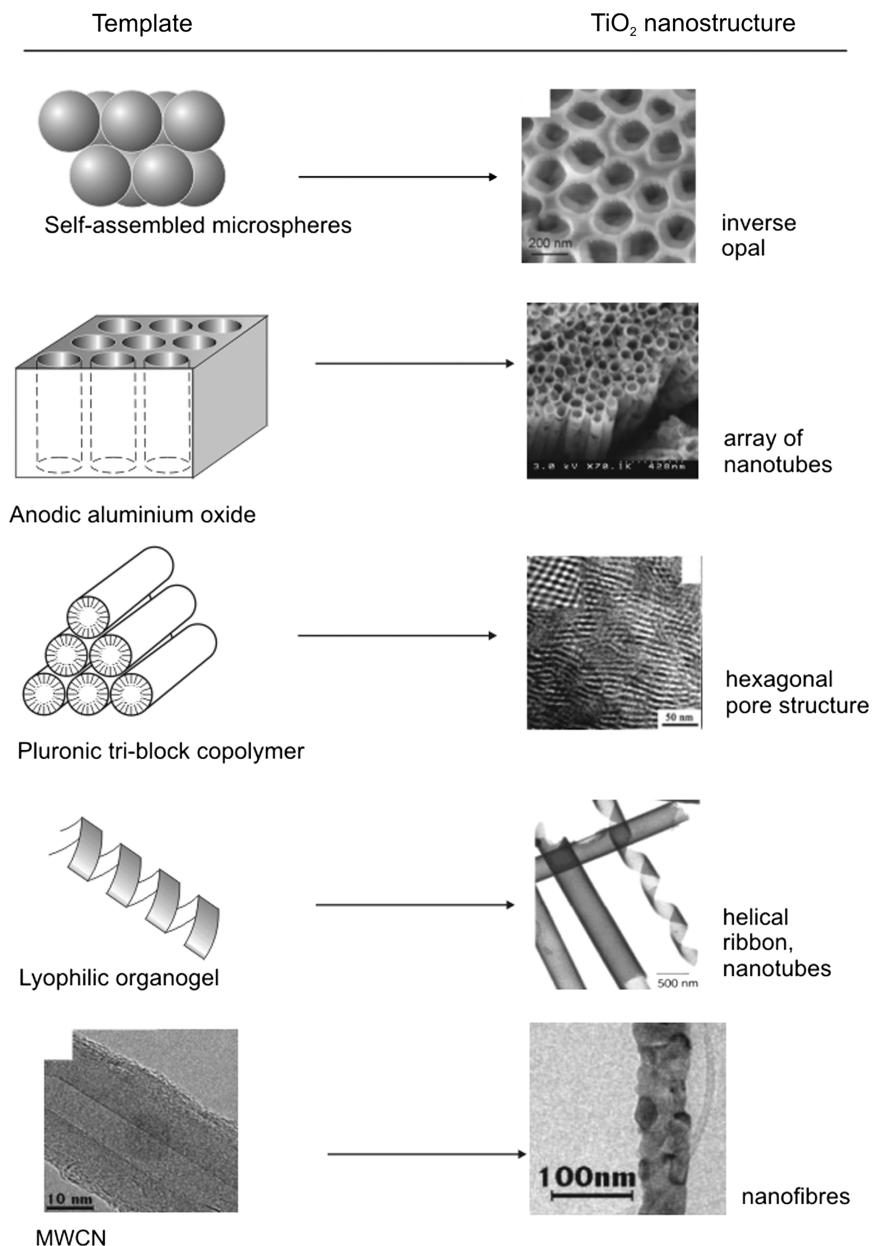 Template
TiO₂ nanostructure
200 nm
Self-assembled microspheres
inverse
opal
3.0 kV X70.1K 428nm
array of
nanotubes
Anodic aluminium oxide
50 nm
hexagonal
pore structure
Pluronic tri-block copolymer
500 nm
helical
ribbon,
nanotubes
Lyophilic organogel
10 nm
100nm
nanofibres
MWCN